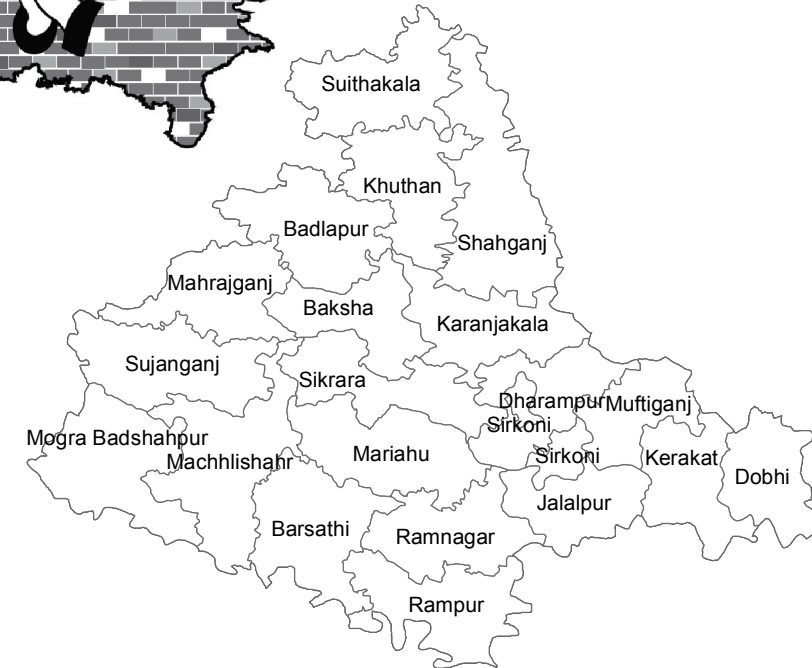 Suithakala
Khuthan
Badlapur
Shahganj
Mahrajganj
Baksha
Karanjakala
Sujanganj
Sikrara
Dharampur
Muftiganj
Sirkoni
Mogra Badshahpur
Machhlishahr
Mariahu
Sirkoni
Kerakat
Dobhi
Jalalpur
Barsathi
Ramnagar
Rampur